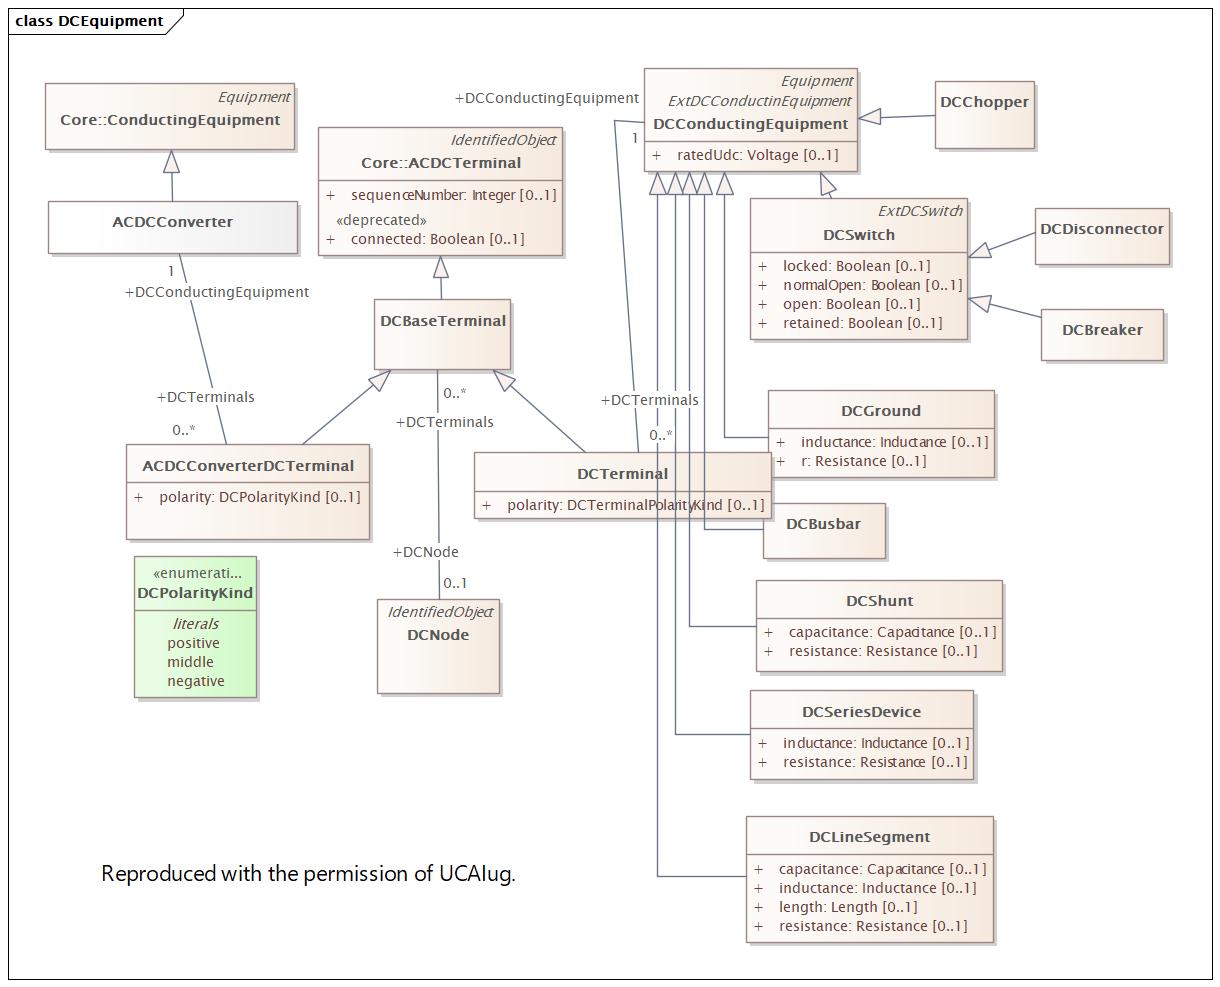 class DCEquipment
Equipment
Core::ConductingEquipment
ACDCConverter
1
+DCConductingEquipment
+DCTerminals
0..*
ACDCConverterDCTerminal
+ polarity: DCPolarityKind [0..1]
«enumerati...
DCPolarityKind
literals
positive
middle
negative
IdentifiedObject
Core::ACDCTerminal
+ sequenceNumber: Integer [0..1]
«deprecated»
+ connected: Boolean [0..1]
DCBaseTerminal
0..*
+DCTerminals
+DCNode
0..1
IdentifiedObject
DCNode
+DCConductingEquipment
1
+DCTerminals
0..*
DCTerminal
+ polarity: DCTerminalPolarityKind [0..1]
Equipment
ExtDCConductinEquipment
DCConductingEquipment
+ ratedUdc: Voltage [0..1]
DCChopper
ExtDCSwitch
DCSwitch
+ locked: Boolean [0..1]
+ normalOpen: Boolean [0..1]
+ open: Boolean [0..1]
+ retained: Boolean [0..1]
DCDisconnector
DCBreaker
DCGround
+ inductance: Inductance [0..1]
+ r: Resistance [0..1]
DCBusbar
DCShunt
+ capacitance: Capacitance [0..1]
+ resistance: Resistance [0..1]
DCSeriesDevice
+ inductance: Inductance [0..1]
+ resistance: Resistance [0..1]
DCLineSegment
+ capacitance: Capacitance [0..1]
+ inductance: Inductance [0..1]
+ length: Length [0..1]
+ resistance: Resistance [0..1]
Reproduced with the permission of UCAIug.